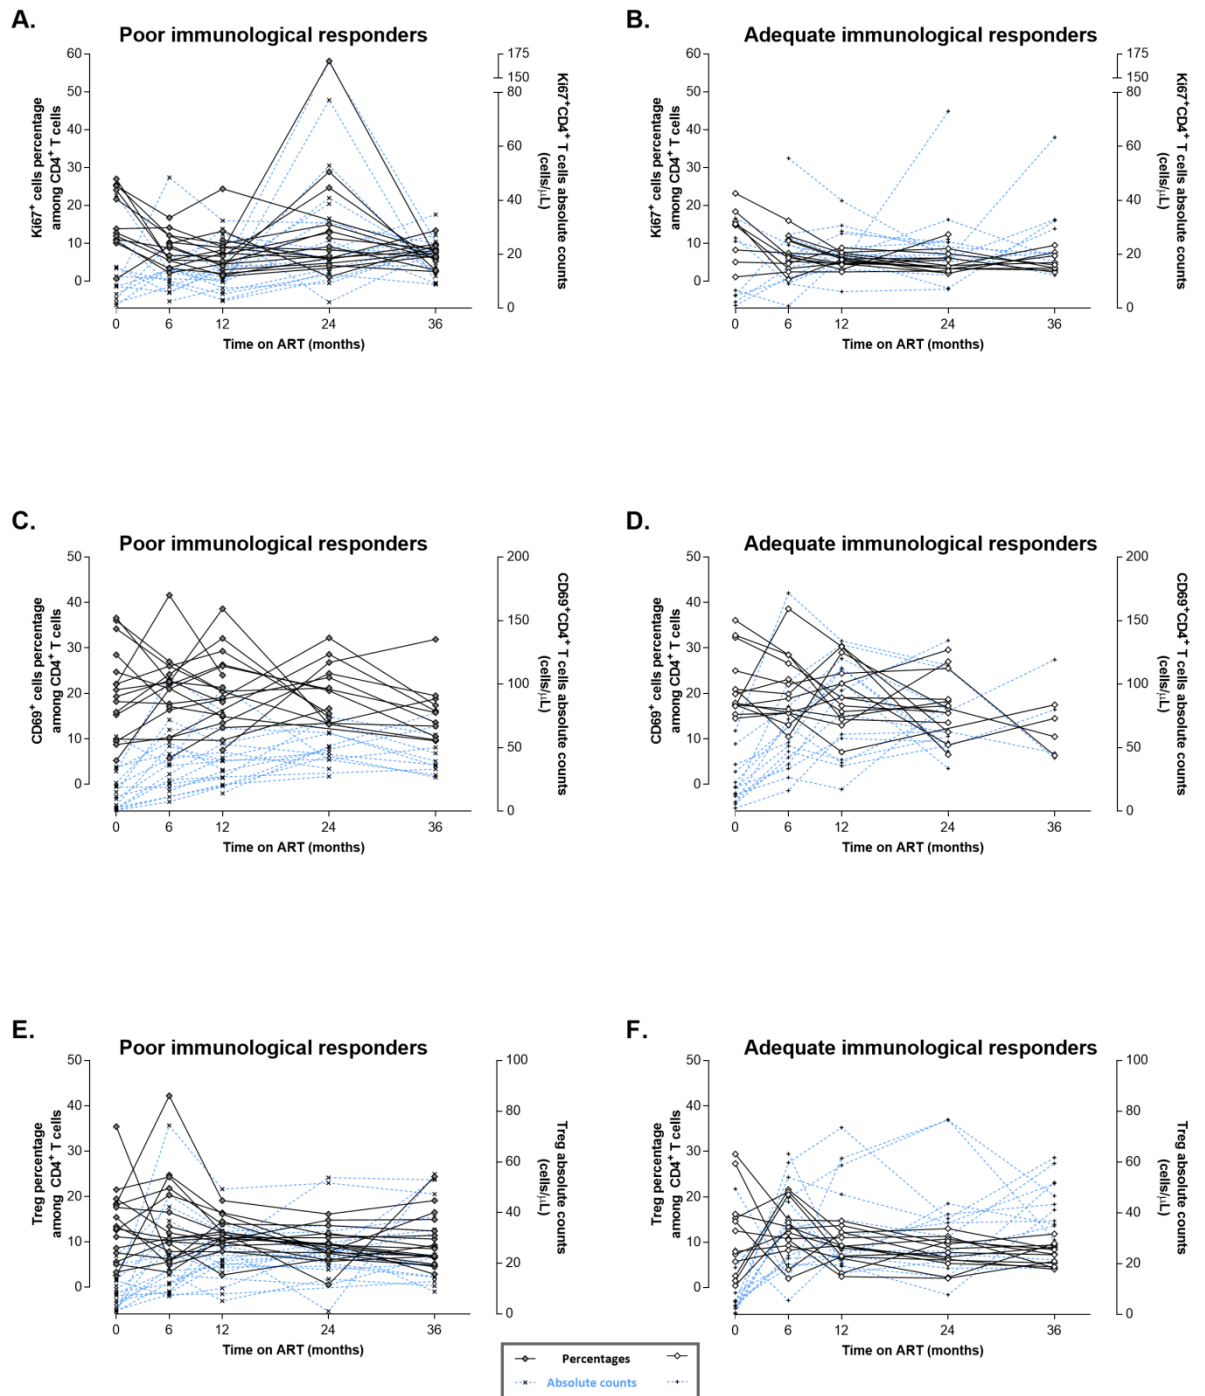 A.
Poor immunological responders
60
50
40
30
20
10
0
Ki67⁺ cells percentage
among CD4⁺ T cells
175
150
80
60
40
20
0
Ki67⁺CD4⁺ T cells absolute counts
(cells/µL)
0 6 12 24 36
Time on ART (months)
B.
Adequate immunological responders
60
50
40
30
20
10
0
Ki67⁺ cells percentage
among CD4⁺ T cells
175
150
80
60
40
20
0
Ki67⁺CD4⁺ T cells absolute counts
(cells/µL)
0 6 12 24 36
Time on ART (months)
C.
Poor immunological responders
50
40
30
20
10
0
CD69⁺ cells percentage
among CD4⁺ T cells
200
150
100
50
0
CD69⁺CD4⁺ T cells absolute counts
(cells/µL)
0 6 12 24 36
Time on ART (months)
D.
Adequate immunological responders
50
40
30
20
10
0
CD69⁺ cells percentage
among CD4⁺ T cells
200
150
100
50
0
CD69⁺CD4⁺ T cells absolute counts
(cells/µL)
0 6 12 24 36
Time on ART (months)
E.
Poor immunological responders
50
40
30
20
10
0
Treg percentage
among CD4⁺ T cells
100
80
60
40
20
0
Treg absolute counts
(cells/µL)
0 6 12 24 36
Time on ART (months)
F.
Adequate immunological responders
50
40
30
20
10
0
Treg percentage
among CD4⁺ T cells
100
80
60
40
20
0
Treg absolute counts
(cells/µL)
0 6 12 24 36
Time on ART (months)
Percentages
Absolute counts